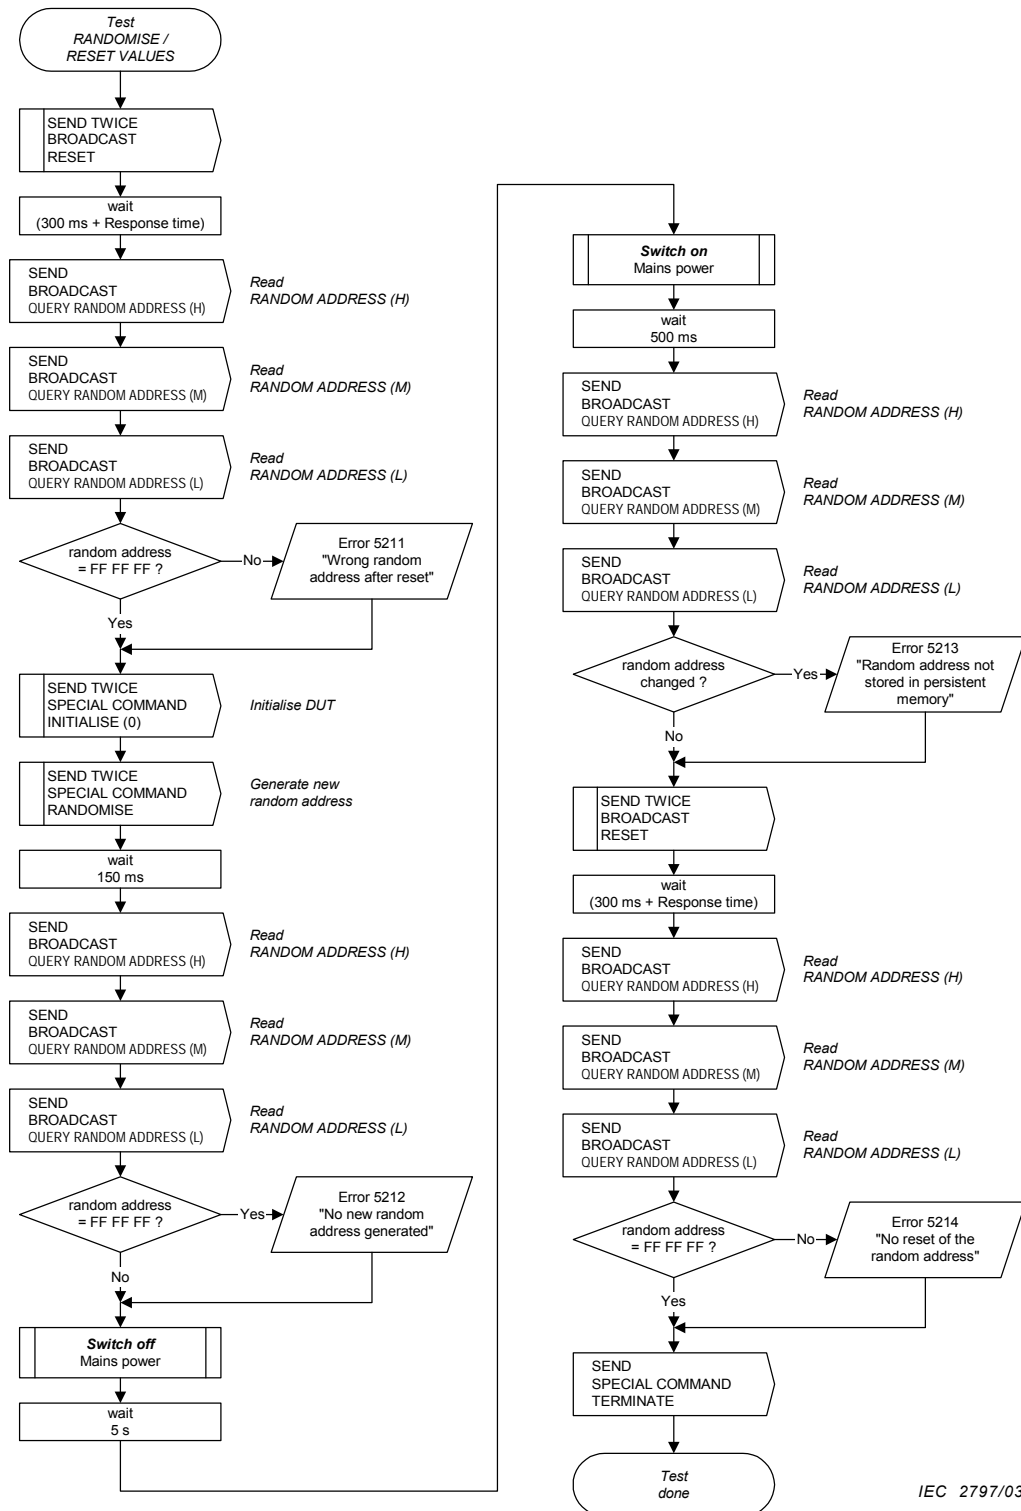 Test
RANDOMISE /
RESET VALUES
SEND TWICE
BROADCAST
RESET
wait
(300 ms + Response time)
SEND
BROADCAST
QUERY RANDOM ADDRESS (H)
Read
RANDOM ADDRESS (H)
SEND
BROADCAST
QUERY RANDOM ADDRESS (M)
Read
RANDOM ADDRESS (M)
SEND
BROADCAST
QUERY RANDOM ADDRESS (L)
Read
RANDOM ADDRESS (L)
random address
= FF FF FF ?
No
Error 5211
"Wrong random
address after reset"
Yes
SEND TWICE
SPECIAL COMMAND
INITIALISE (0)
Initialise DUT
SEND TWICE
SPECIAL COMMAND
RANDOMISE
Generate new
random address
wait
150 ms
SEND
BROADCAST
QUERY RANDOM ADDRESS (H)
Read
RANDOM ADDRESS (H)
SEND
BROADCAST
QUERY RANDOM ADDRESS (M)
Read
RANDOM ADDRESS (M)
SEND
BROADCAST
QUERY RANDOM ADDRESS (L)
Read
RANDOM ADDRESS (L)
random address
= FF FF FF ?
Yes
Error 5212
"No new random
address generated"
No
Switch off
Mains power
wait
5 s
Switch on
Mains power
wait
500 ms
SEND
BROADCAST
QUERY RANDOM ADDRESS (H)
Read
RANDOM ADDRESS (H)
SEND
BROADCAST
QUERY RANDOM ADDRESS (M)
Read
RANDOM ADDRESS (M)
SEND
BROADCAST
QUERY RANDOM ADDRESS (L)
Read
RANDOM ADDRESS (L)
random address
changed ?
Yes
Error 5213
"Random address not
stored in persistent
memory"
No
SEND TWICE
BROADCAST
RESET
wait
(300 ms + Response time)
SEND
BROADCAST
QUERY RANDOM ADDRESS (H)
Read
RANDOM ADDRESS (H)
SEND
BROADCAST
QUERY RANDOM ADDRESS (M)
Read
RANDOM ADDRESS (M)
SEND
BROADCAST
QUERY RANDOM ADDRESS (L)
Read
RANDOM ADDRESS (L)
random address
= FF FF FF ?
No
Error 5214
"No reset of the
random address"
Yes
SEND
SPECIAL COMMAND
TERMINATE
Test
done
IEC 2797/03